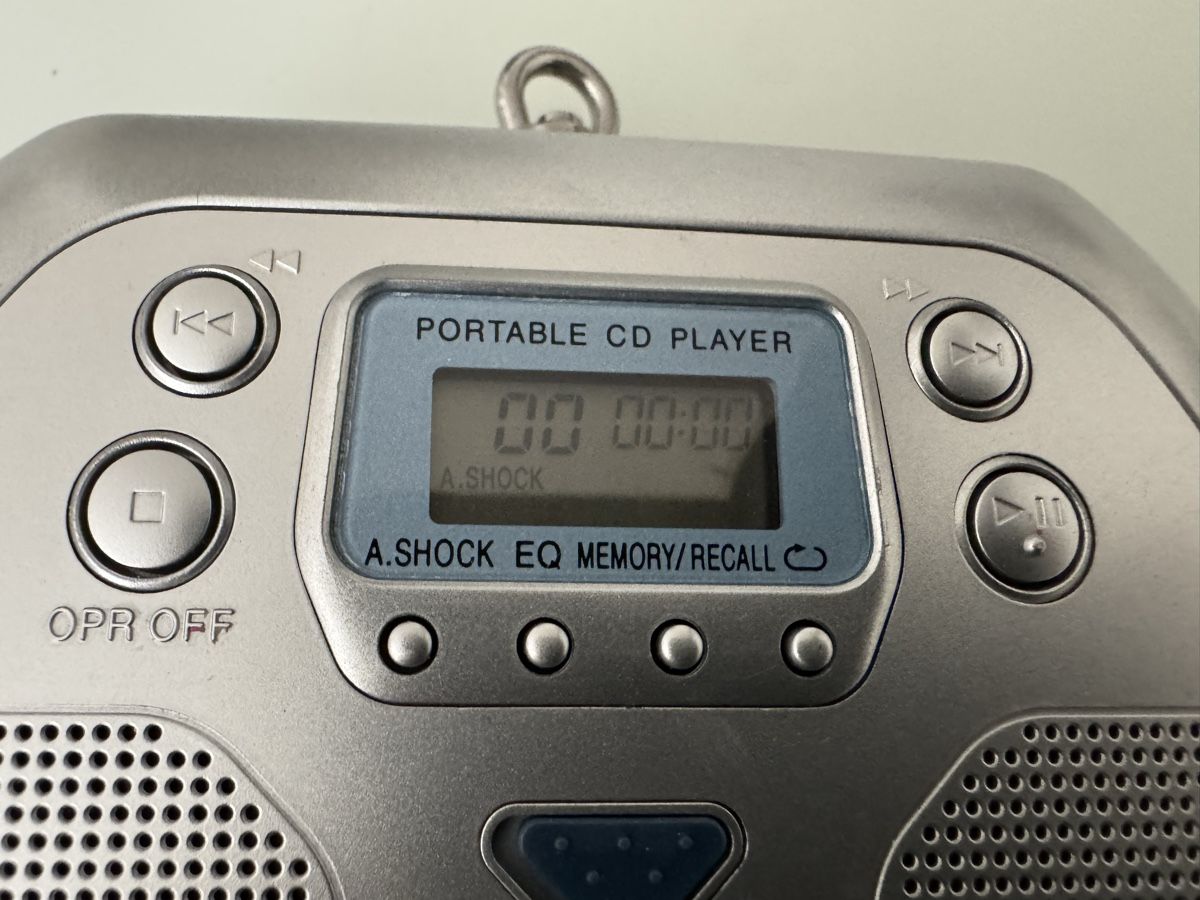 PORTABLE CD PLAYER
00 00:00
A.SHOCK
A.SHOCK EQ MEMORY/RECALL
OPR OFF